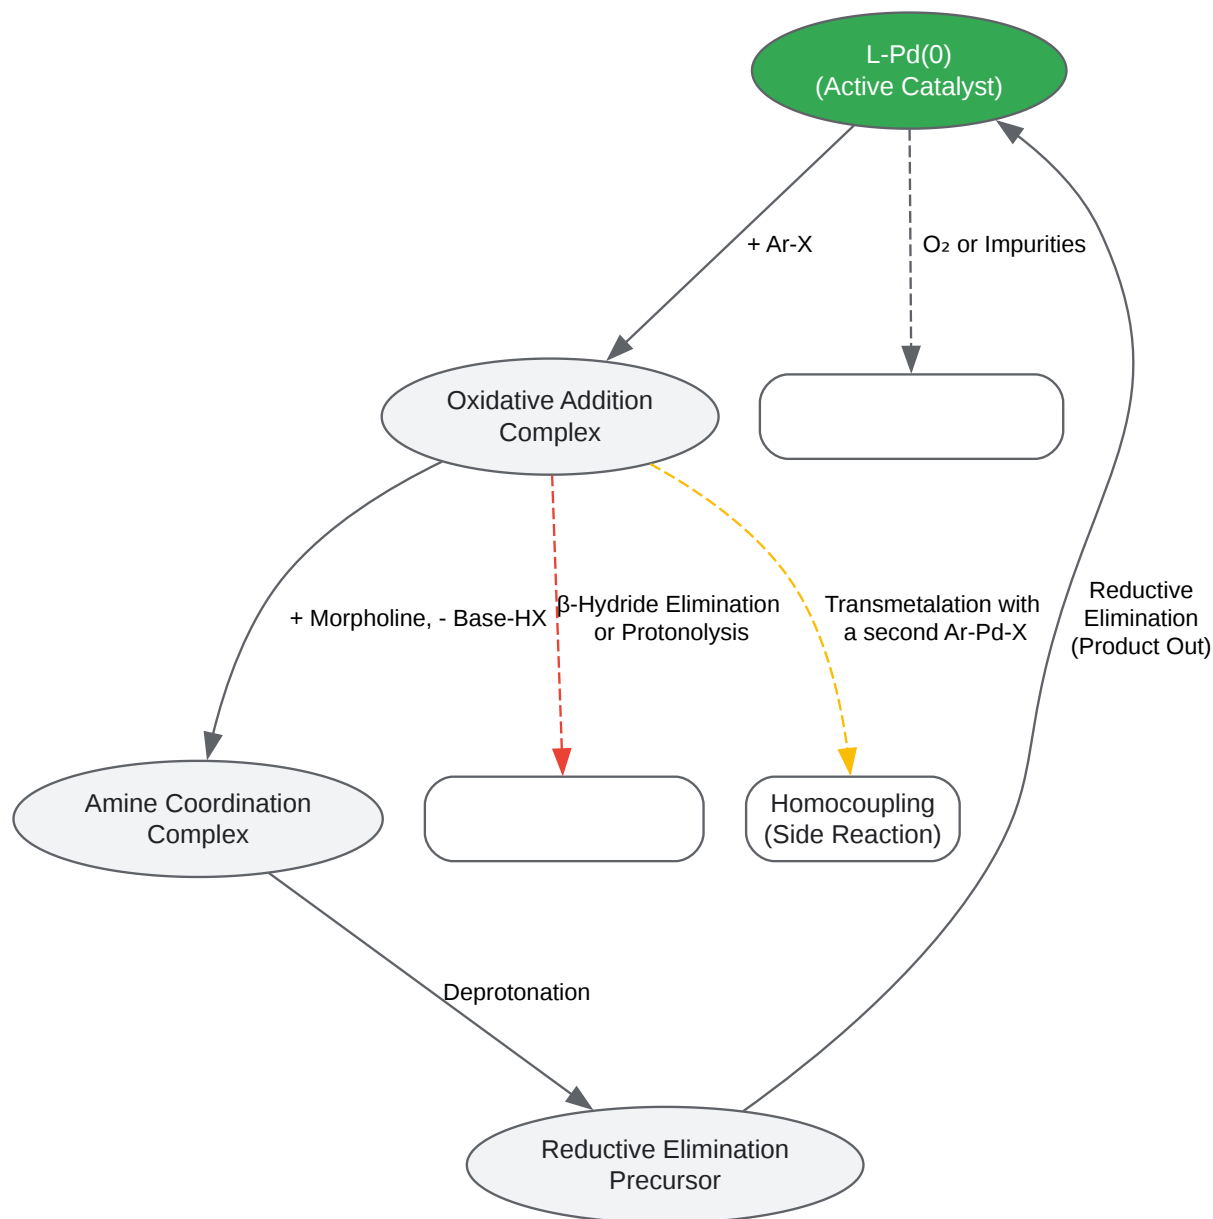 L-Pd(0)
(Active Catalyst)
+ Ar-X
O₂ or Impurities
Oxidative Addition
Complex
+ Morpholine, - Base-HX
β-Hydride Elimination
or Protonolysis
Transmetalation with
a second Ar-Pd-X
Reductive
Elimination
(Product Out)
Amine Coordination
Complex
Homocoupling
(Side Reaction)
Deprotonation
Reductive Elimination
Precursor